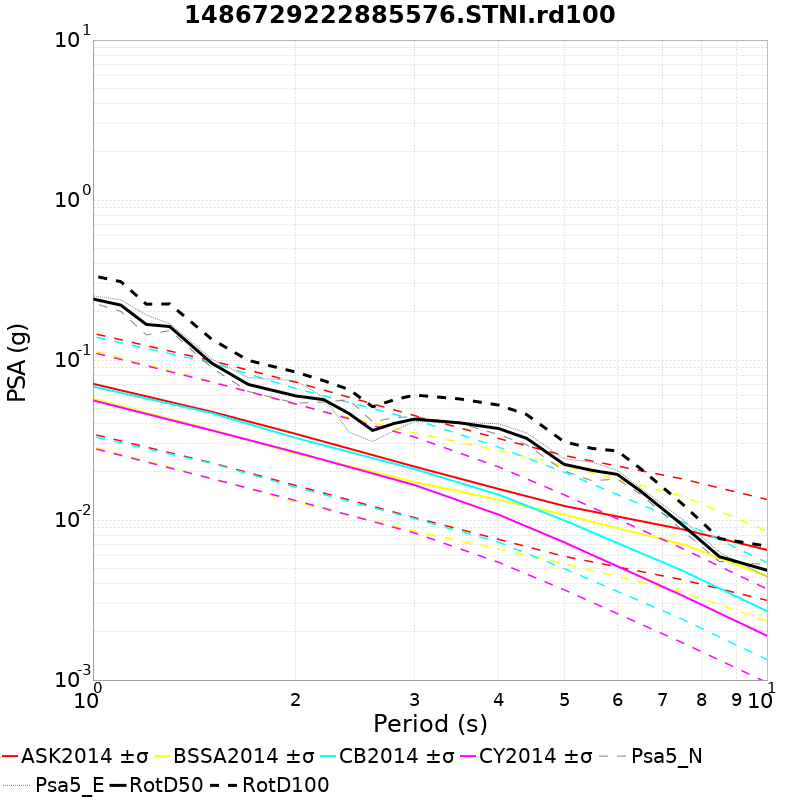 1486729222885576.STNI.rd100
10^1
10^0
10^-1
10^-2
10^-3
PSA (g)
10^0 2 3 4 5 6 7 8 9 10^1
Period (s)
ASK2014 ±σ BSSA2014 ±σ CB2014 ±σ CY2014 ±σ Psa5_N
Psa5_E RotD50 RotD100